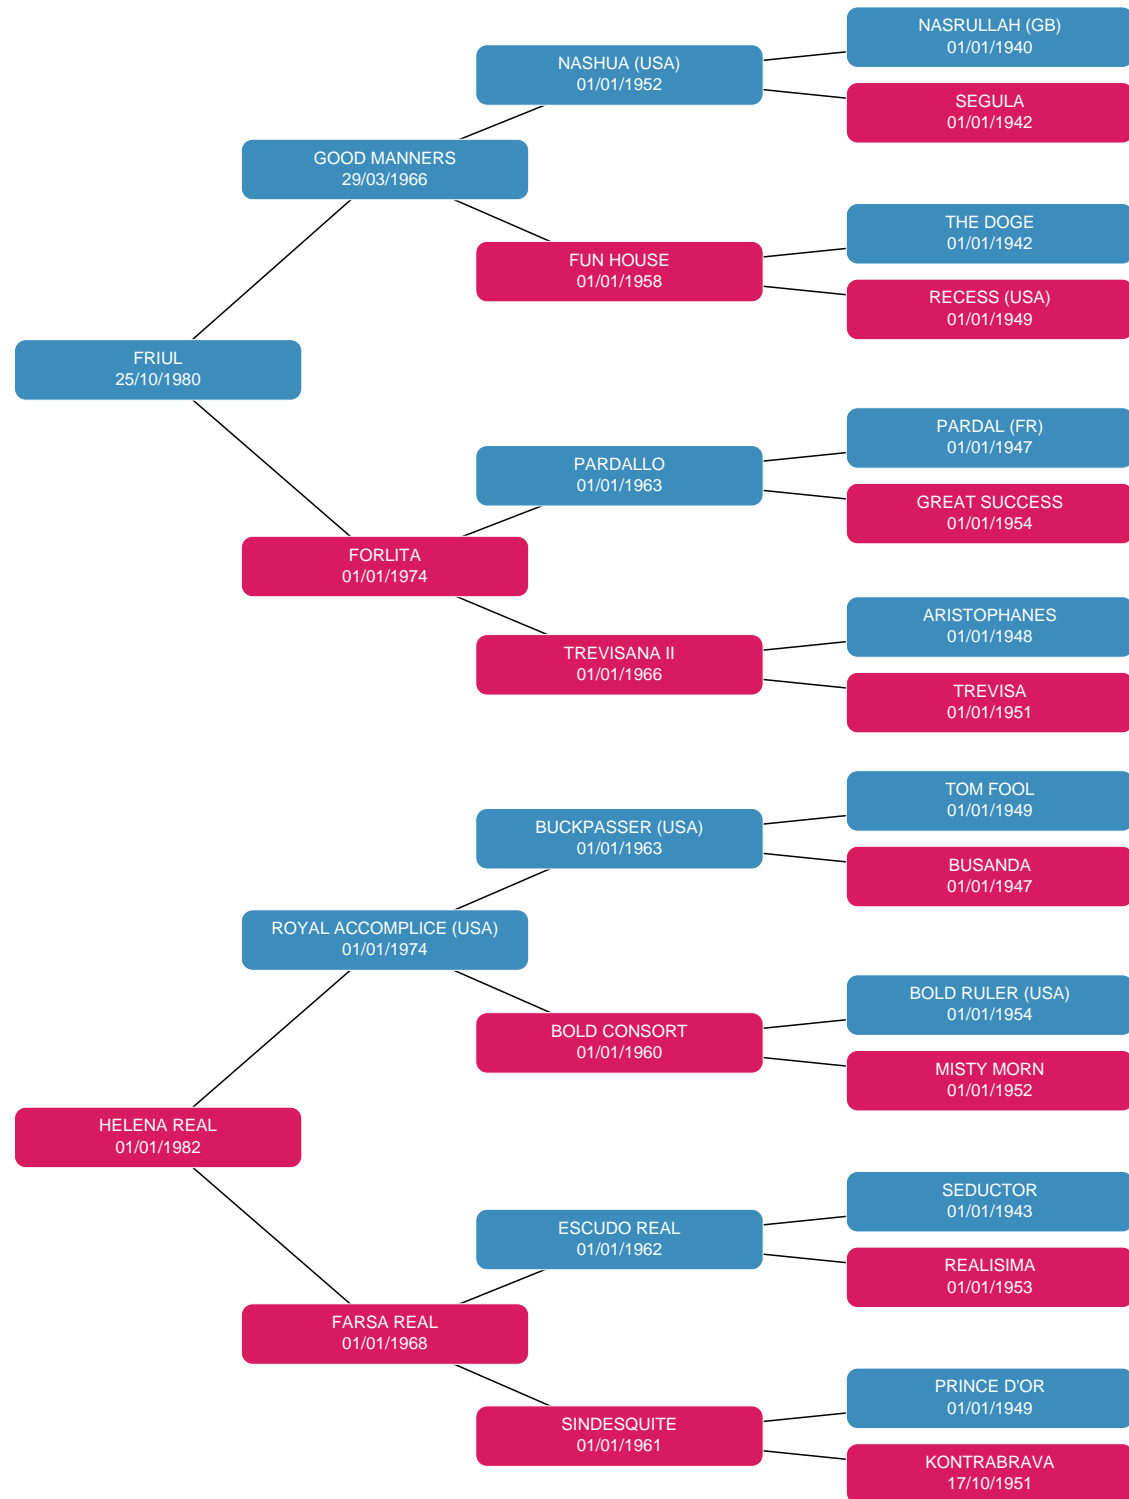 NASRULLAH (GB)
01/01/1940
NASHUA (USA)
01/01/1952
SEGULA
01/01/1942
GOOD MANNERS
29/03/1966
THE DOGE
01/01/1942
FUN HOUSE
01/01/1958
RECESS (USA)
01/01/1949
FRIUL
25/10/1980
PARDAL (FR)
01/01/1947
PARDALLO
01/01/1963
GREAT SUCCESS
01/01/1954
FORLITA
01/01/1974
ARISTOPHANES
01/01/1948
TREVISANA II
01/01/1966
TREVISA
01/01/1951
TOM FOOL
01/01/1949
BUCKPASSER (USA)
01/01/1963
BUSANDA
01/01/1947
ROYAL ACCOMPLICE (USA)
01/01/1974
BOLD RULER (USA)
01/01/1954
BOLD CONSORT
01/01/1960
MISTY MORN
01/01/1952
HELENA REAL
01/01/1982
SEDUCTOR
01/01/1943
ESCUDO REAL
01/01/1962
REALISIMA
01/01/1953
FARSA REAL
01/01/1968
PRINCE D'OR
01/01/1949
SINDESQUITE
01/01/1961
KONTRABRAVA
17/10/1951